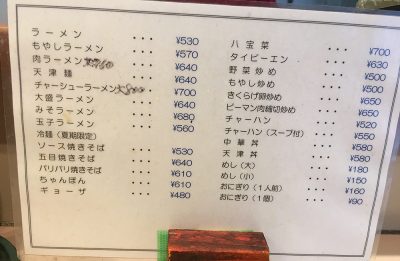 ラーメン ・・・ ¥530
もやしラーメン ・・・ ¥570
肉ラーメン ・・・ ¥640
天津麺 ・・・ ¥640
チャーシューラーメン 大800 ¥700
大盛ラーメン ・・・ ¥640
みそラーメン ・・・ ¥680
玉子ラーメン ・・・ ¥560
冷麺（夏期限定）
ソース焼きそば ・・・ ¥530
五目焼きそば ・・・ ¥640
パリパリ焼きそば ・・・ ¥610
ちゃんぽん ・・・ ¥610
ギョーザ ・・・ ¥480
八宝菜 ・・・ ¥700
タイピーエン ・・・ ¥630
野菜炒め ・・・ ¥500
もやし炒め ・・・ ¥500
きくらげ卵炒め ・・・ ¥650
ピーマン肉細切炒め ・・・ ¥650
チャーハン ・・・ ¥520
チャーハン（スープ付） ・・・ ¥550
中華丼 ・・・ ¥580
天津丼 ・・・ ¥580
めし（大） ・・・ ¥180
めし（小） ・・・ ¥150
おにぎり（1人前） ・・・ ¥160
おにぎり（1個） ・・・ ¥90